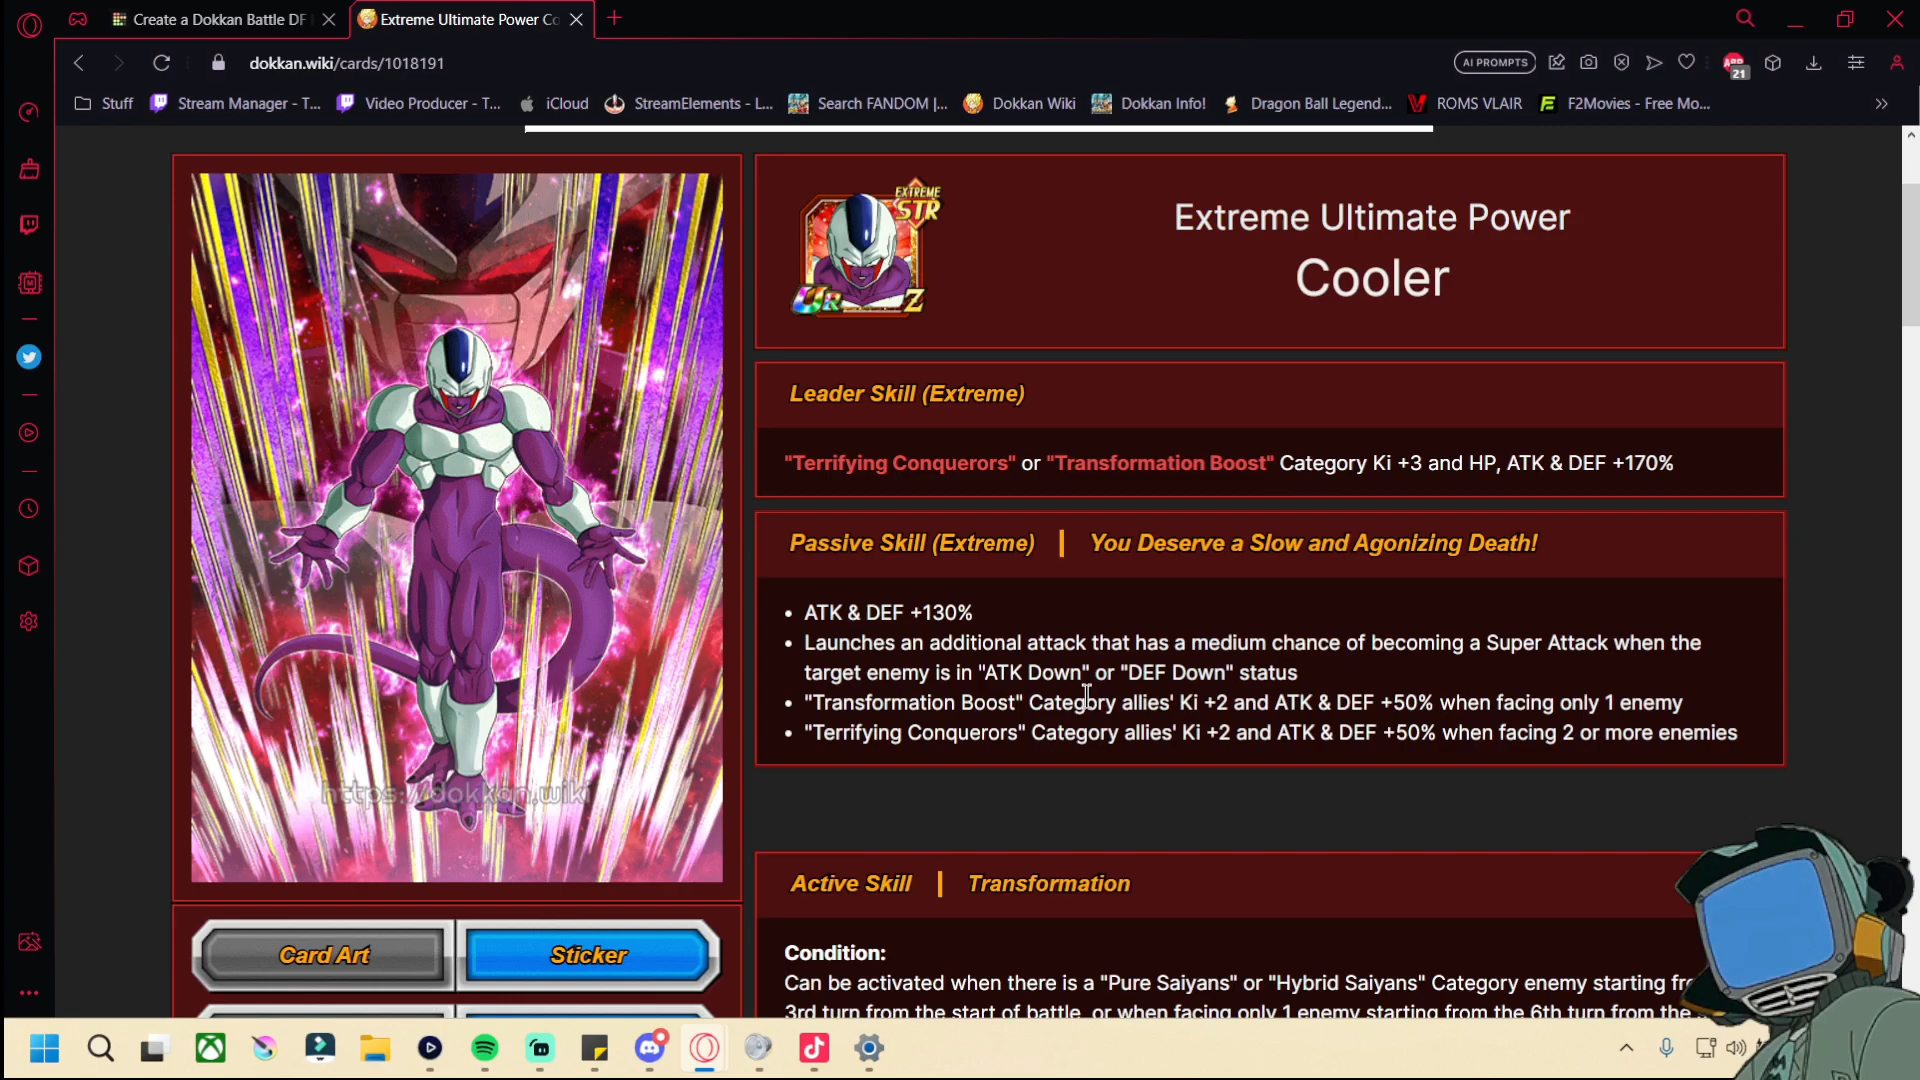 Create a Dokkan Battle DF
Extreme Ultimate Power Co
dokkan.wiki/cards/1018191
AI PROMPTS
21
Stuff
Stream Manager - T...
Video Producer - T...
iCloud
StreamElements - L...
Search FANDOM |...
Dokkan Wiki
Dokkan Info!
Dragon Ball Legend...
ROMS VLAIR
F2Movies - Free Mo...
EXTREME
STR
UR
Z
Extreme Ultimate Power
Cooler
Leader Skill (Extreme)
"Terrifying Conquerors" or "Transformation Boost" Category Ki +3 and HP, ATK & DEF +170%
Passive Skill (Extreme) | You Deserve a Slow and Agonizing Death!
• ATK & DEF +130%
• Launches an additional attack that has a medium chance of becoming a Super Attack when the
target enemy is in "ATK Down" or "DEF Down" status
• "Transformation Boost" Category allies' Ki +2 and ATK & DEF +50% when facing only 1 enemy
• "Terrifying Conquerors" Category allies' Ki +2 and ATK & DEF +50% when facing 2 or more enemies
https://dokkan.wiki
Active Skill | Transformation
Condition:
Can be activated when there is a "Pure Saiyans" or "Hybrid Saiyans" Category enemy starting
3rd turn from the start of battle, or when facing only 1 enemy starting from the 6th turn from the
Card Art
Sticker